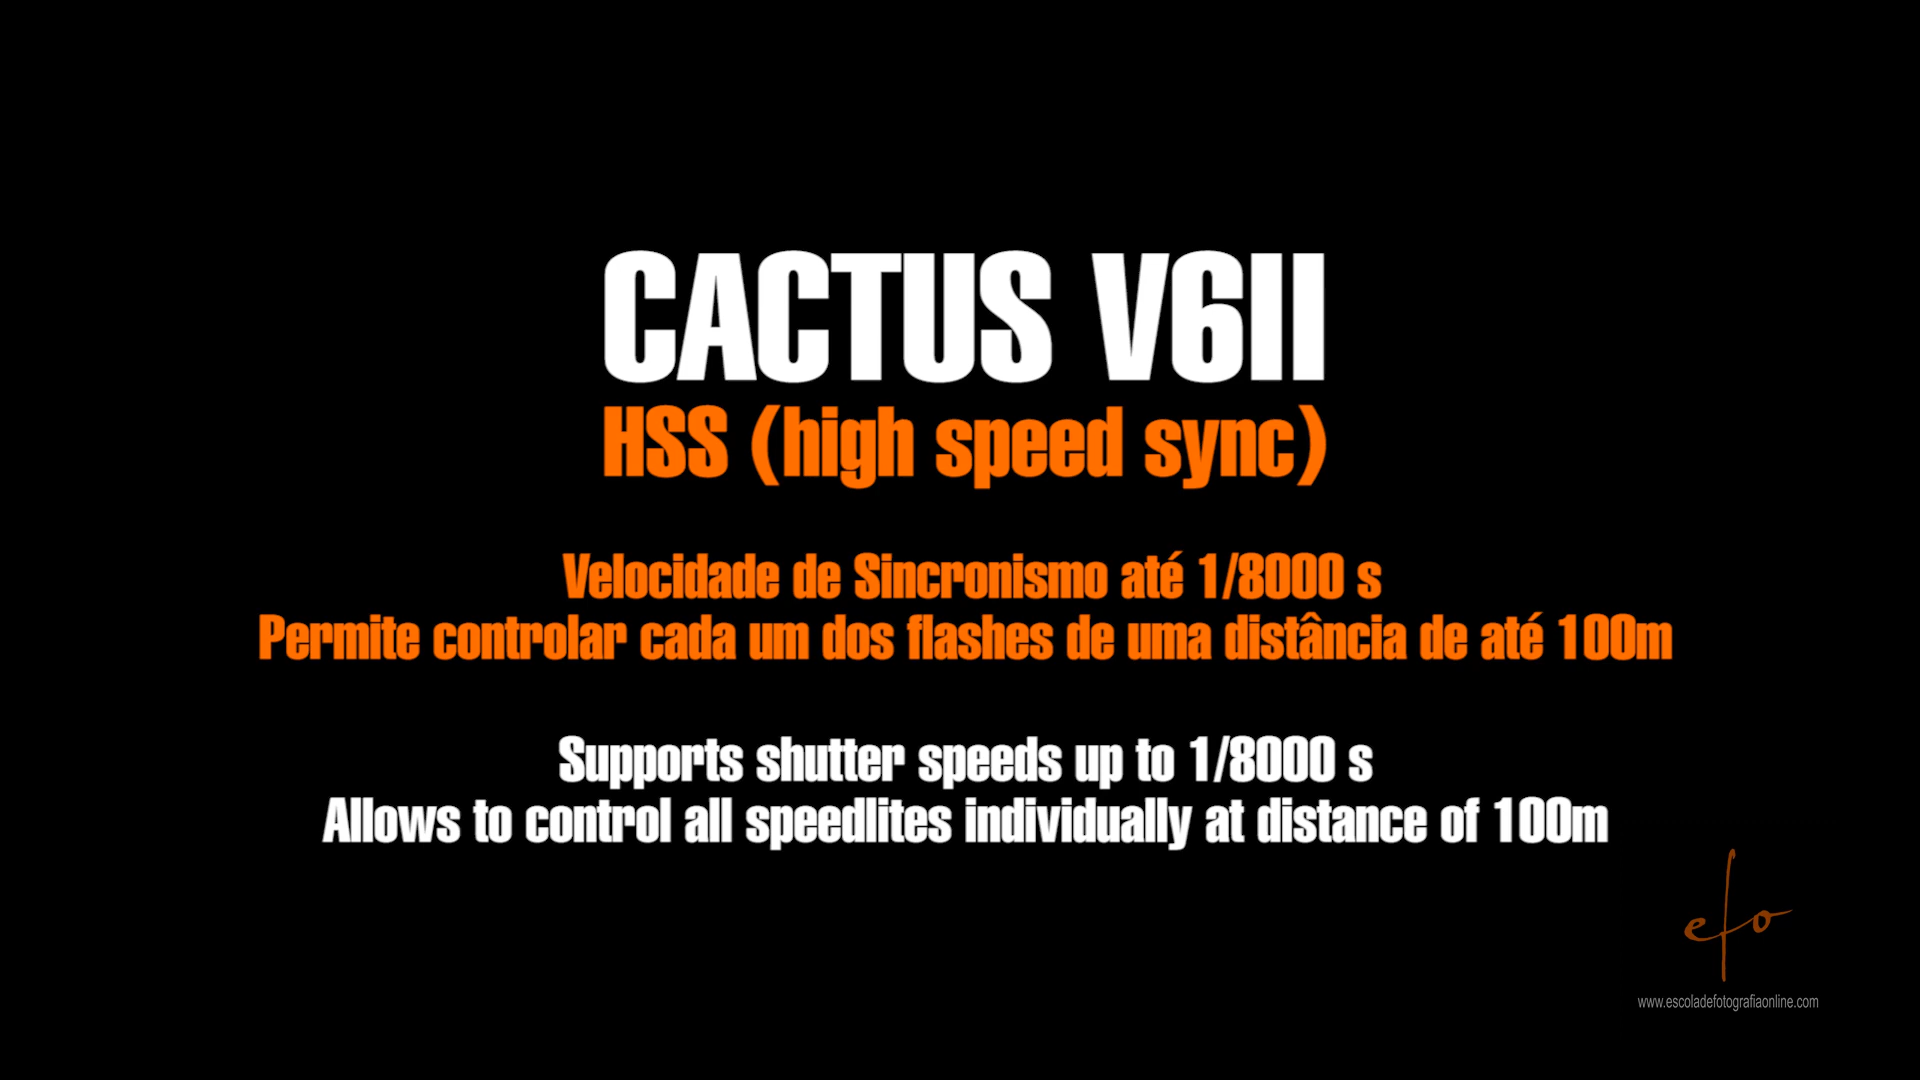 CACTUS V6II
HSS (high speed sync)
Velocidade de Sincronismo até 1/8000 s
Permite controlar cada um dos flashes de uma distância de até 100m
Supports shutter speeds up to 1/8000 s
Allows to control all speedlites individually at distance of 100m
efo
www.escoladefotografiaonline.com